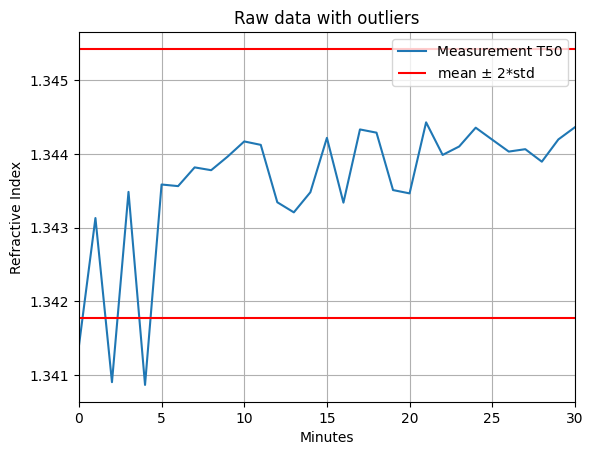 Raw data with outliers
Measurement T50
mean ± 2*std
1.345
1.344
1.343
1.342
1.341
Refractive Index
0 5 10 15 20 25 30
Minutes